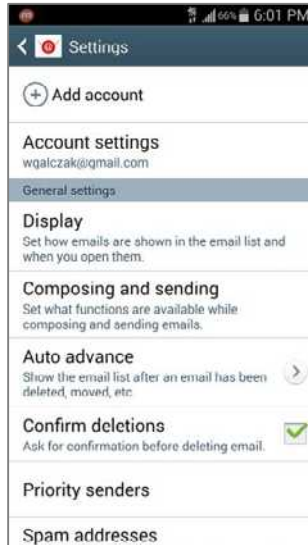 66% 6:01 PM
Settings
Add account
Account settings
wgalczak@gmail.com
General settings
Display
Set how emails are shown in the email list and
when you open them.
Composing and sending
Set what functions are available while
composing and sending emails.
Auto advance
Show the email list after an email has been
deleted, moved, etc
Confirm deletions
Ask for confirmation before deleting email.
Priority senders
Spam addresses